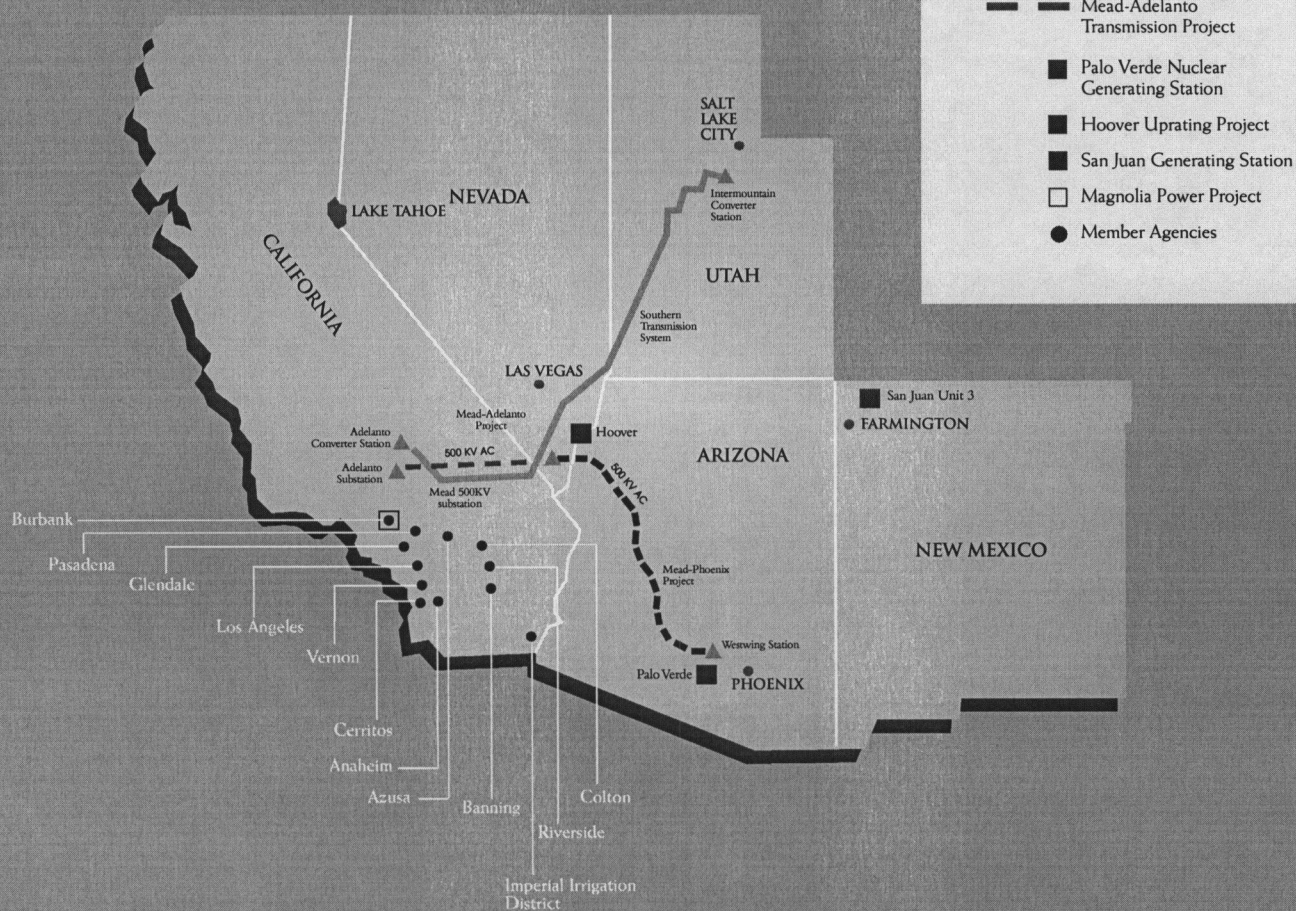 Mead-Adelanto
Transmission Project
Palo Verde Nuclear
Generating Station
Hoover Uprating Project
San Juan Generating Station
Magnolia Power Project
Member Agencies
SALT
LAKE
CITY
NEVADA
LAKE TAHOE
Intermountain
Converter
Station
CALIFORNIA
UTAH
Southern
Transmission
System
LAS VEGAS
San Juan Unit 3
FARMINGTON
Mead-Adelanto
Project
Hoover
Adelanto
Converter Station
500 KV AC
ARIZONA
Adelanto
Substation
500 KV AC
Mead 500KV
substation
Burbank
Pasadena
Glendale
NEW MEXICO
Mead-Phoenix
Project
Los Angeles
Vernon
Westwing Station
Palo Verde
PHOENIX
Cerritos
Anaheim
Azusa
Banning
Colton
Riverside
Imperial Irrigation
District